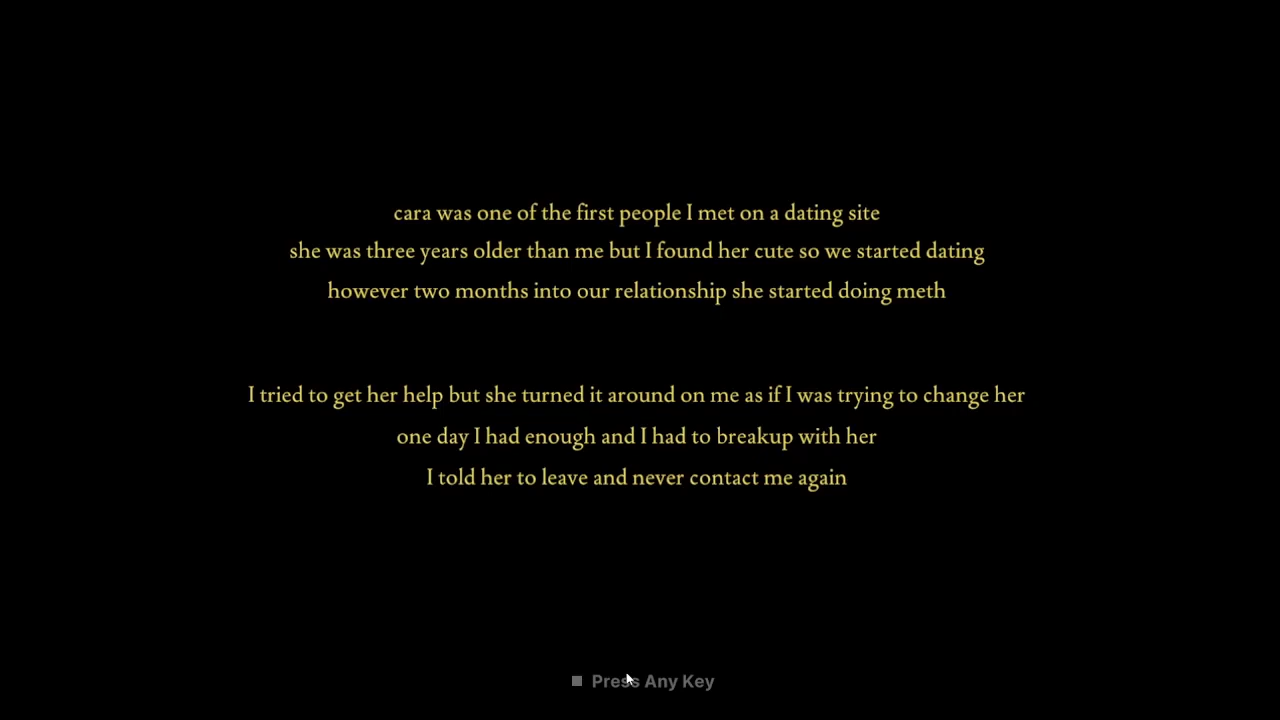 cara was one of the first people I met on a dating site
she was three years older than me but I found her cute so we started dating
however two months into our relationship she started doing meth
I tried to get her help but she turned it around on me as if I was trying to change her
one day I had enough and I had to breakup with her
I told her to leave and never contact me again
Press Any Key